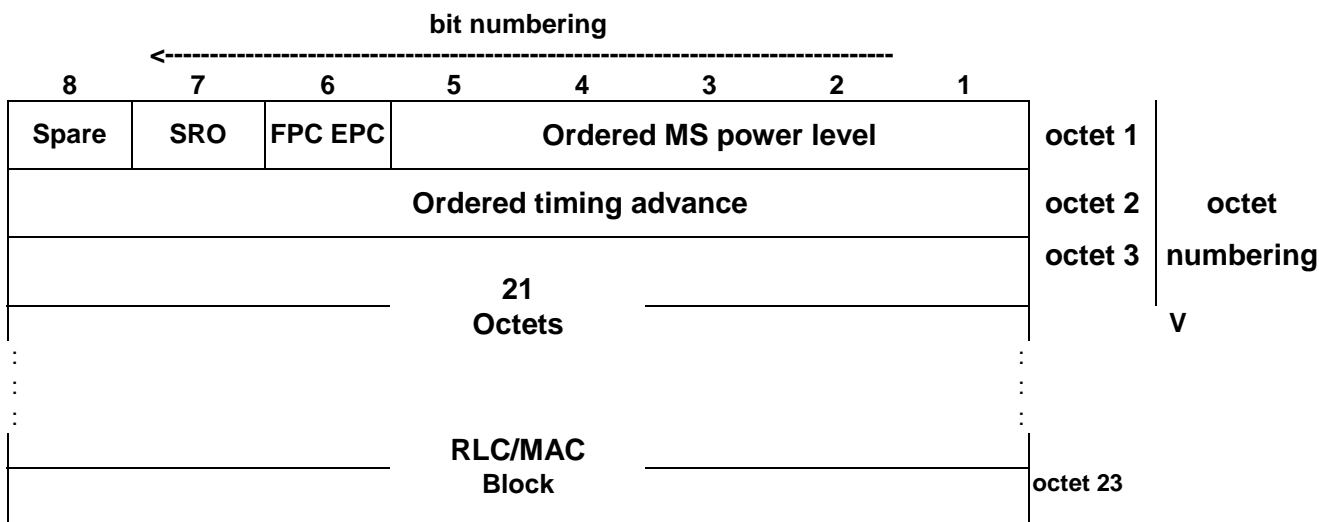 bit numbering
<-----------------------------------------------------------------------------------
8 7 6 5 4 3 2 1
Spare SRO FPC EPC Ordered MS power level octet 1
Ordered timing advance octet 2 octet
octet 3 numbering
21
Octets V
: :
: :
: :
RLC/MAC
Block octet 23